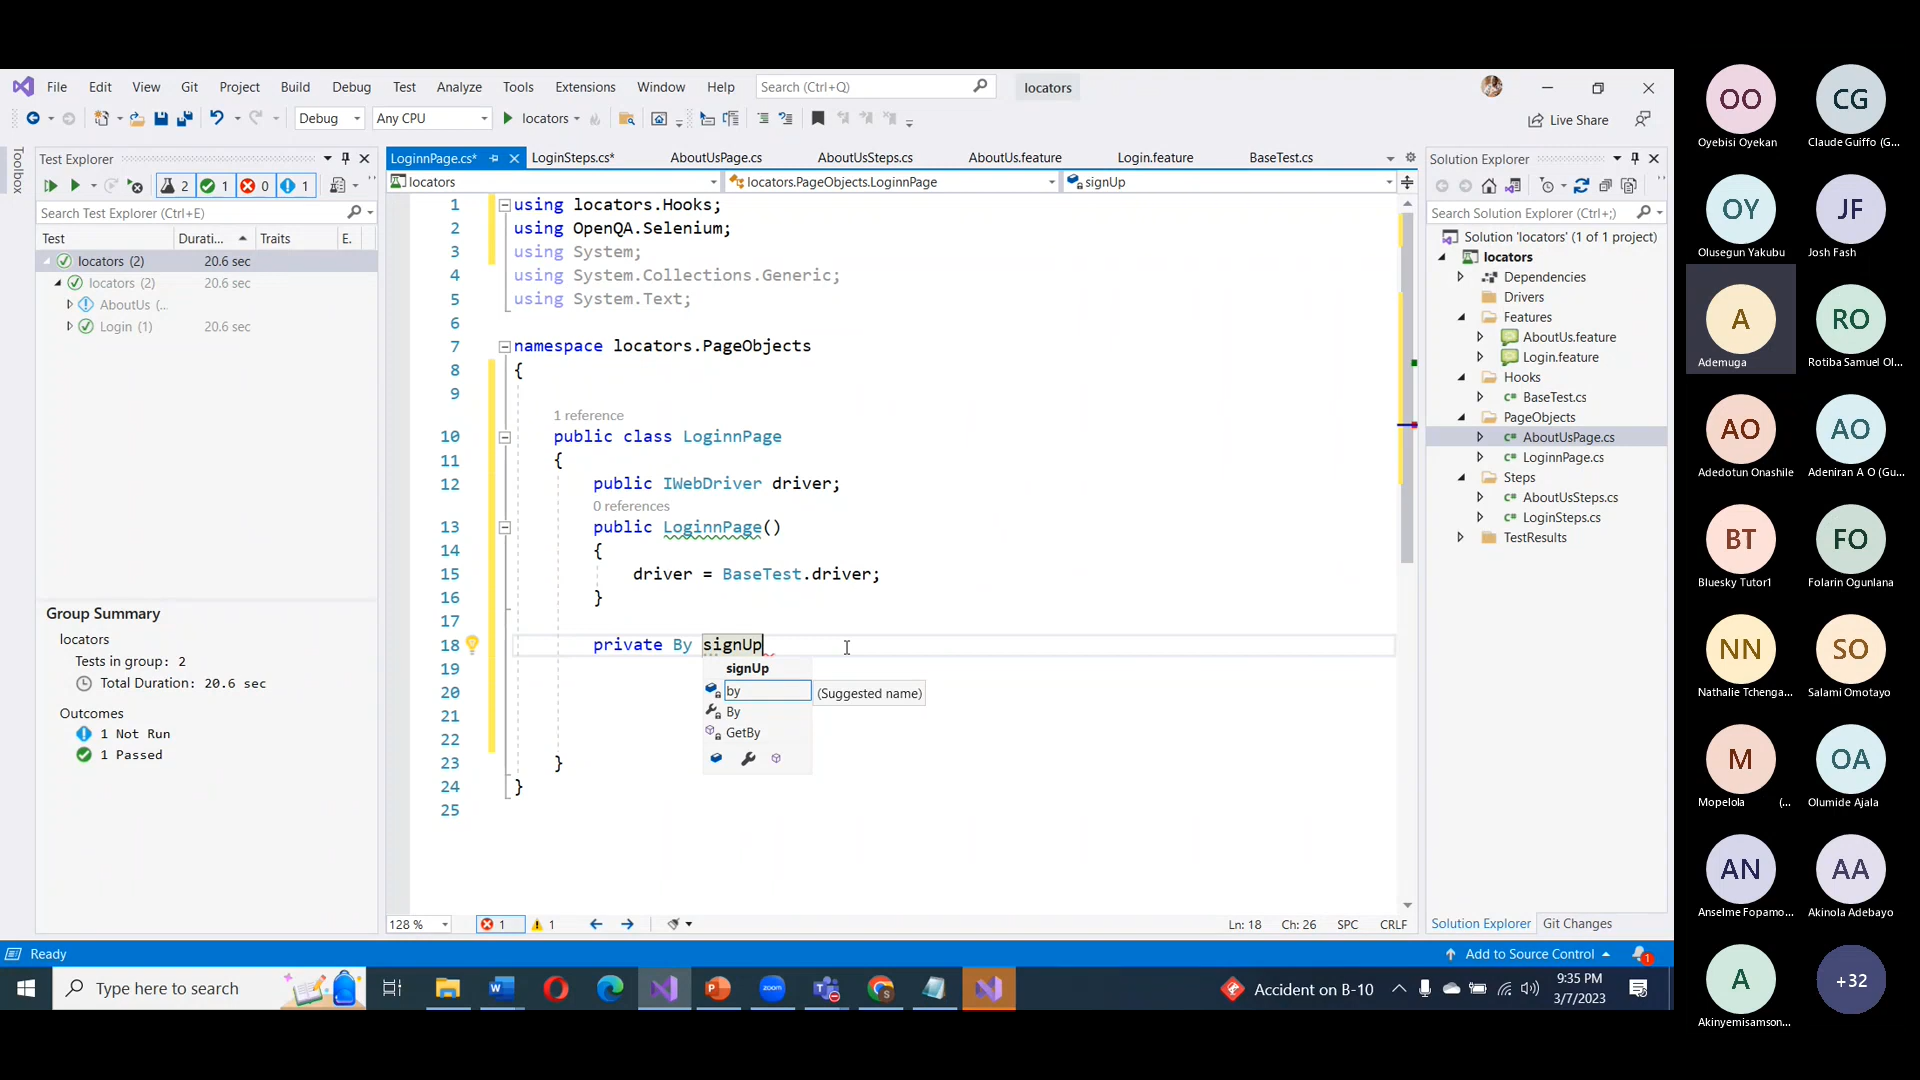 File Edit View Git Project Build Debug Test Analyze Tools Extensions Window Help Search (Ctrl+Q) locators
Debug Any CPU locators Live Share
Toolbox
Test Explorer
2 1 0 1
Search Test Explorer (Ctrl+E)
Test Durati... Traits E.
locators (2) 20.6 sec
locators (2) 20.6 sec
AboutUs (...
Login (1) 20.6 sec
Group Summary
locators
Tests in group: 2
Total Duration: 20.6 sec
Outcomes
1 Not Run
1 Passed
LoginnPage.cs* LoginSteps.cs* AboutUsPage.cs AboutUsSteps.cs AboutUs.feature Login.feature BaseTest.cs
locators locators.PageObjects.LoginnPage signUp
1 using locators.Hooks;
2 using OpenQA.Selenium;
3 using System;
4 using System.Collections.Generic;
5 using System.Text;
6
7 namespace locators.PageObjects
8 {
9
1 reference
10 public class LoginnPage
11 {
12 public IWebDriver driver;
0 references
13 public LoginnPage()
14 {
15 driver = BaseTest.driver;
16 }
17
18 private By signUp
19
20
21
22
23 }
24 }
25
signUp
by (Suggested name)
By
GetBy
128 % 1 1 Ln: 18 Ch: 26 SPC CRLF
Solution Explorer
Search Solution Explorer (Ctrl+;)
Solution 'locators' (1 of 1 project)
locators
Dependencies
Drivers
Features
AboutUs.feature
Login.feature
Hooks
BaseTest.cs
PageObjects
AboutUsPage.cs
LoginnPage.cs
Steps
AboutUsSteps.cs
LoginSteps.cs
TestResults
Solution Explorer Git Changes
Ready Add to Source Control 1
Type here to search zoom Accident on B-10 9:35 PM
3/7/2023
OO CG
Oyebisi Oyekan Claude Guiffo (G...
OY JF
Olusegun Yakubu Josh Fash
A RO
Ademuga Rotiba Samuel Ol...
AO AO
Adedotun Onashile Adeniran A O (Gu...
BT FO
Bluesky Tutor1 Folarin Ogunlana
NN SO
Nathalie Tchenga... Salami Omotayo
M OA
Mopelola (... Olumide Ajala
AN AA
Anselme Fopamo... Akinola Adebayo
A +32
Akinyemisamson...